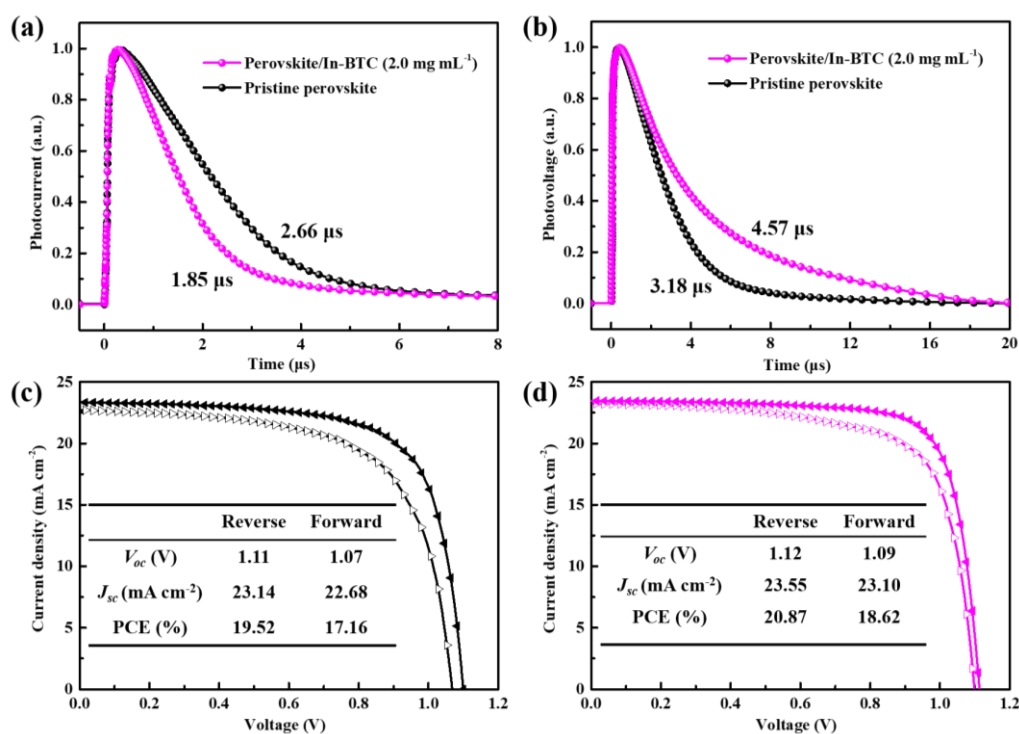 (a)
Perovskite/In-BTC (2.0 mg mL⁻¹)
Pristine perovskite
Photocurrent (a.u.)
1.0
0.8
0.6
0.4
0.2
0.0
2.66 µs
1.85 µs
0 2 4 6 8
Time (µs)
(b)
Perovskite/In-BTC (2.0 mg mL⁻¹)
Pristine perovskite
Photovoltage (a.u.)
1.0
0.8
0.6
0.4
0.2
0.0
4.57 µs
3.18 µs
0 4 8 12 16 20
Time (µs)
(c)
Current density (mA cm⁻²)
25
20
15
10
5
0
Reverse Forward
Voc (V) 1.11 1.07
Jsc (mA cm⁻²) 23.14 22.68
PCE (%) 19.52 17.16
0.0 0.2 0.4 0.6 0.8 1.0 1.2
Voltage (V)
(d)
Current density (mA cm⁻²)
25
20
15
10
5
0
Reverse Forward
Voc (V) 1.12 1.09
Jsc (mA cm⁻²) 23.55 23.10
PCE (%) 20.87 18.62
0.0 0.2 0.4 0.6 0.8 1.0 1.2
Voltage (V)